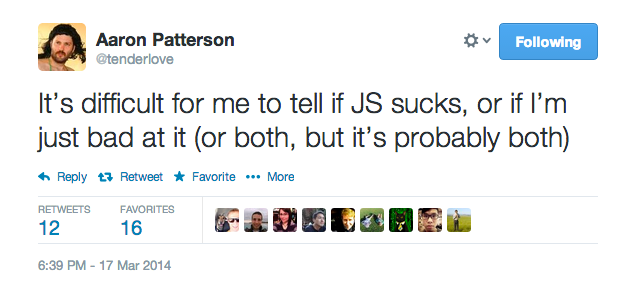 Aaron Patterson
@tenderlove
Following
It's difficult for me to tell if JS sucks, or if I'm
just bad at it (or both, but it's probably both)
Reply Retweet Favorite More
RETWEETS FAVORITES
12 16
6:39 PM - 17 Mar 2014